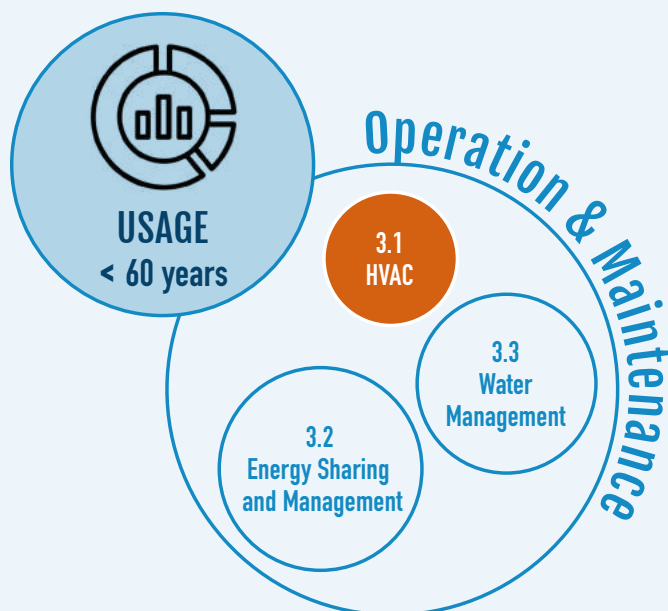 USAGE
< 60 years
Operation & Maintenance
3.1
HVAC
3.3
Water
Management
3.2
Energy Sharing
and Management